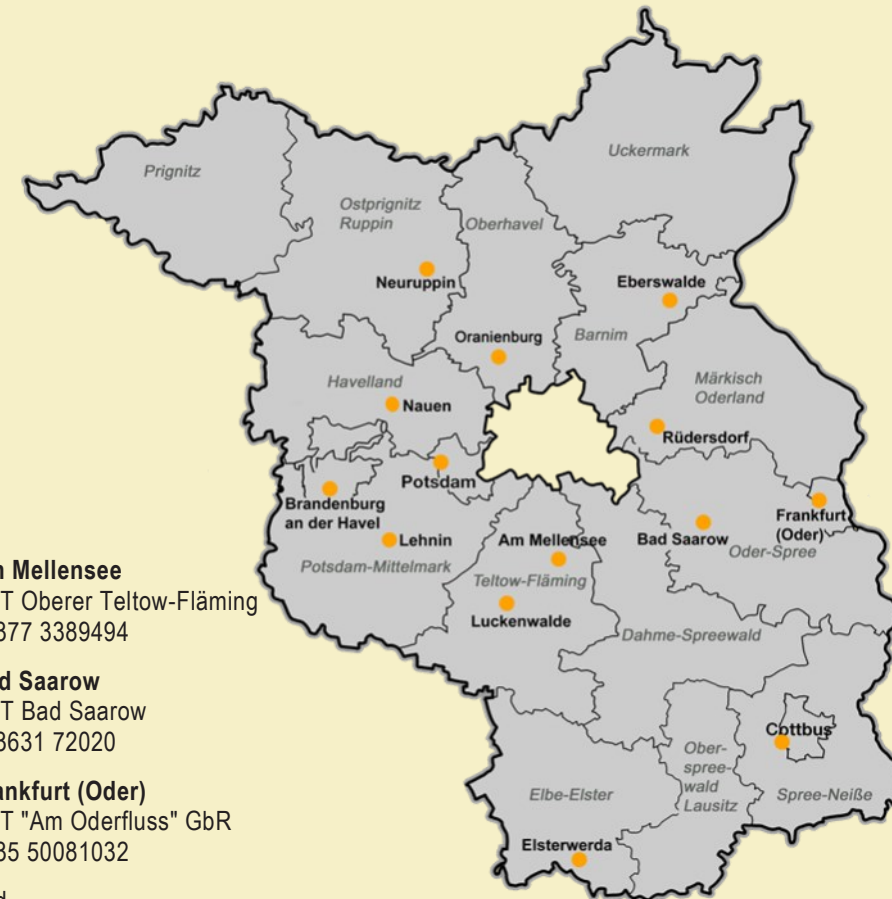 Uckermark
Prignitz
Ostprignitz
Ruppin
Oberhavel
Neuruppin
Eberswalde
Oranienburg
Barnim
Havelland
Märkisch
Oderland
Nauen
Rüdersdorf
Potsdam
Brandenburg
an der Havel
Frankfurt
(Oder)
Lehnin
Am Mellensee
Bad Saarow
Oder-Spree
Potsdam-Mittelmark
Teltow-Fläming
Luckenwalde
Dahme-Spreewald
Cottbus
Ober-
spree-
wald
Lausitz
Elbe-Elster
Spree-Neiße
Elsterwerda
Mellensee
T Oberer Teltow-Fläming
377 3389494
d Saarow
T Bad Saarow
3631 72020
ankfurt (Oder)
T "Am Oderfluss" GbR
35 50081032